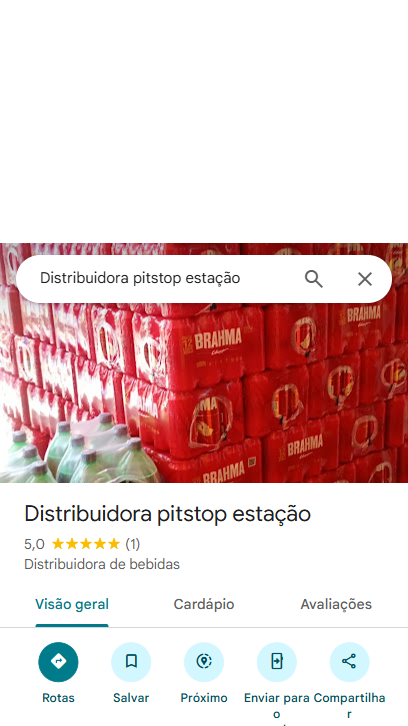 Distribuidora pitstop estação
BRAHMA
BRAHMA
BRAHMA
BRAHMA
Distribuidora pitstop estação
5,0 (1)
Distribuidora de bebidas
Visão geral Cardápio Avaliações
Rotas Salvar Próximo Enviar para o Compartilhar